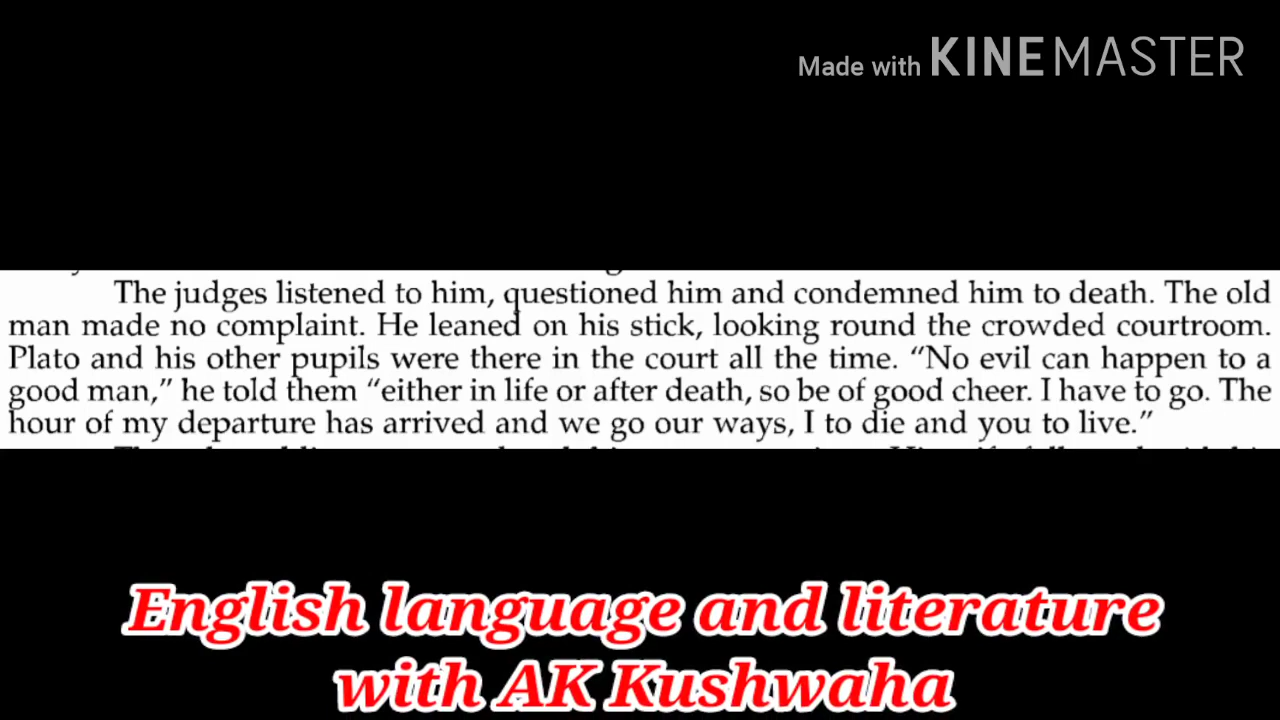 Made with KINEMASTER
The judges listened to him, questioned him and condemned him to death. The old
man made no complaint. He leaned on his stick, looking round the crowded courtroom.
Plato and his other pupils were there in the court all the time. “No evil can happen to a
good man,” he told them “either in life or after death, so be of good cheer. I have to go. The
hour of my departure has arrived and we go our ways, I to die and you to live.”
English language and literature
with AK Kushwaha